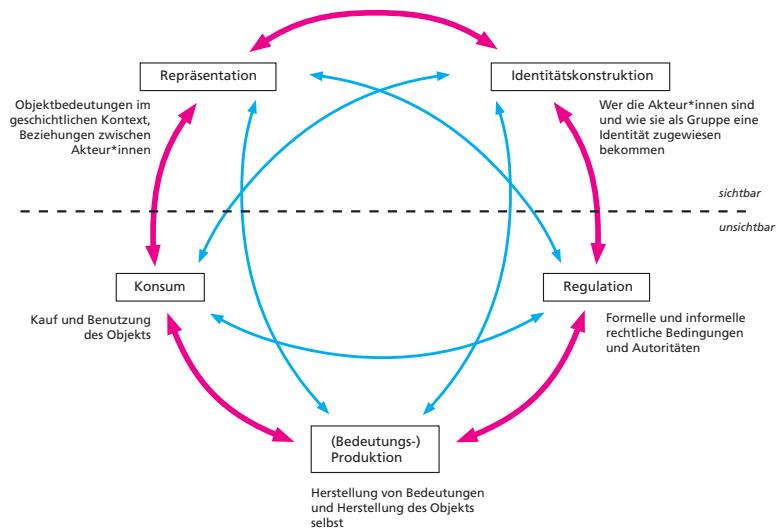 Repräsentation
Objektbedeutungen im
geschichtlichen Kontext,
Beziehungen zwischen
Akteur*innen
Identitätskonstruktion
Wer die Akteur*innen sind
und wie sie als Gruppe eine
Identität zugewiesen
bekommen
sichtbar
unsichtbar
Konsum
Kauf und Benutzung
des Objekts
Regulation
Formelle und informelle
rechtliche Bedingungen
und Autoritäten
(Bedeutungs-)
Produktion
Herstellung von Bedeutungen
und Herstellung des Objekts
selbst